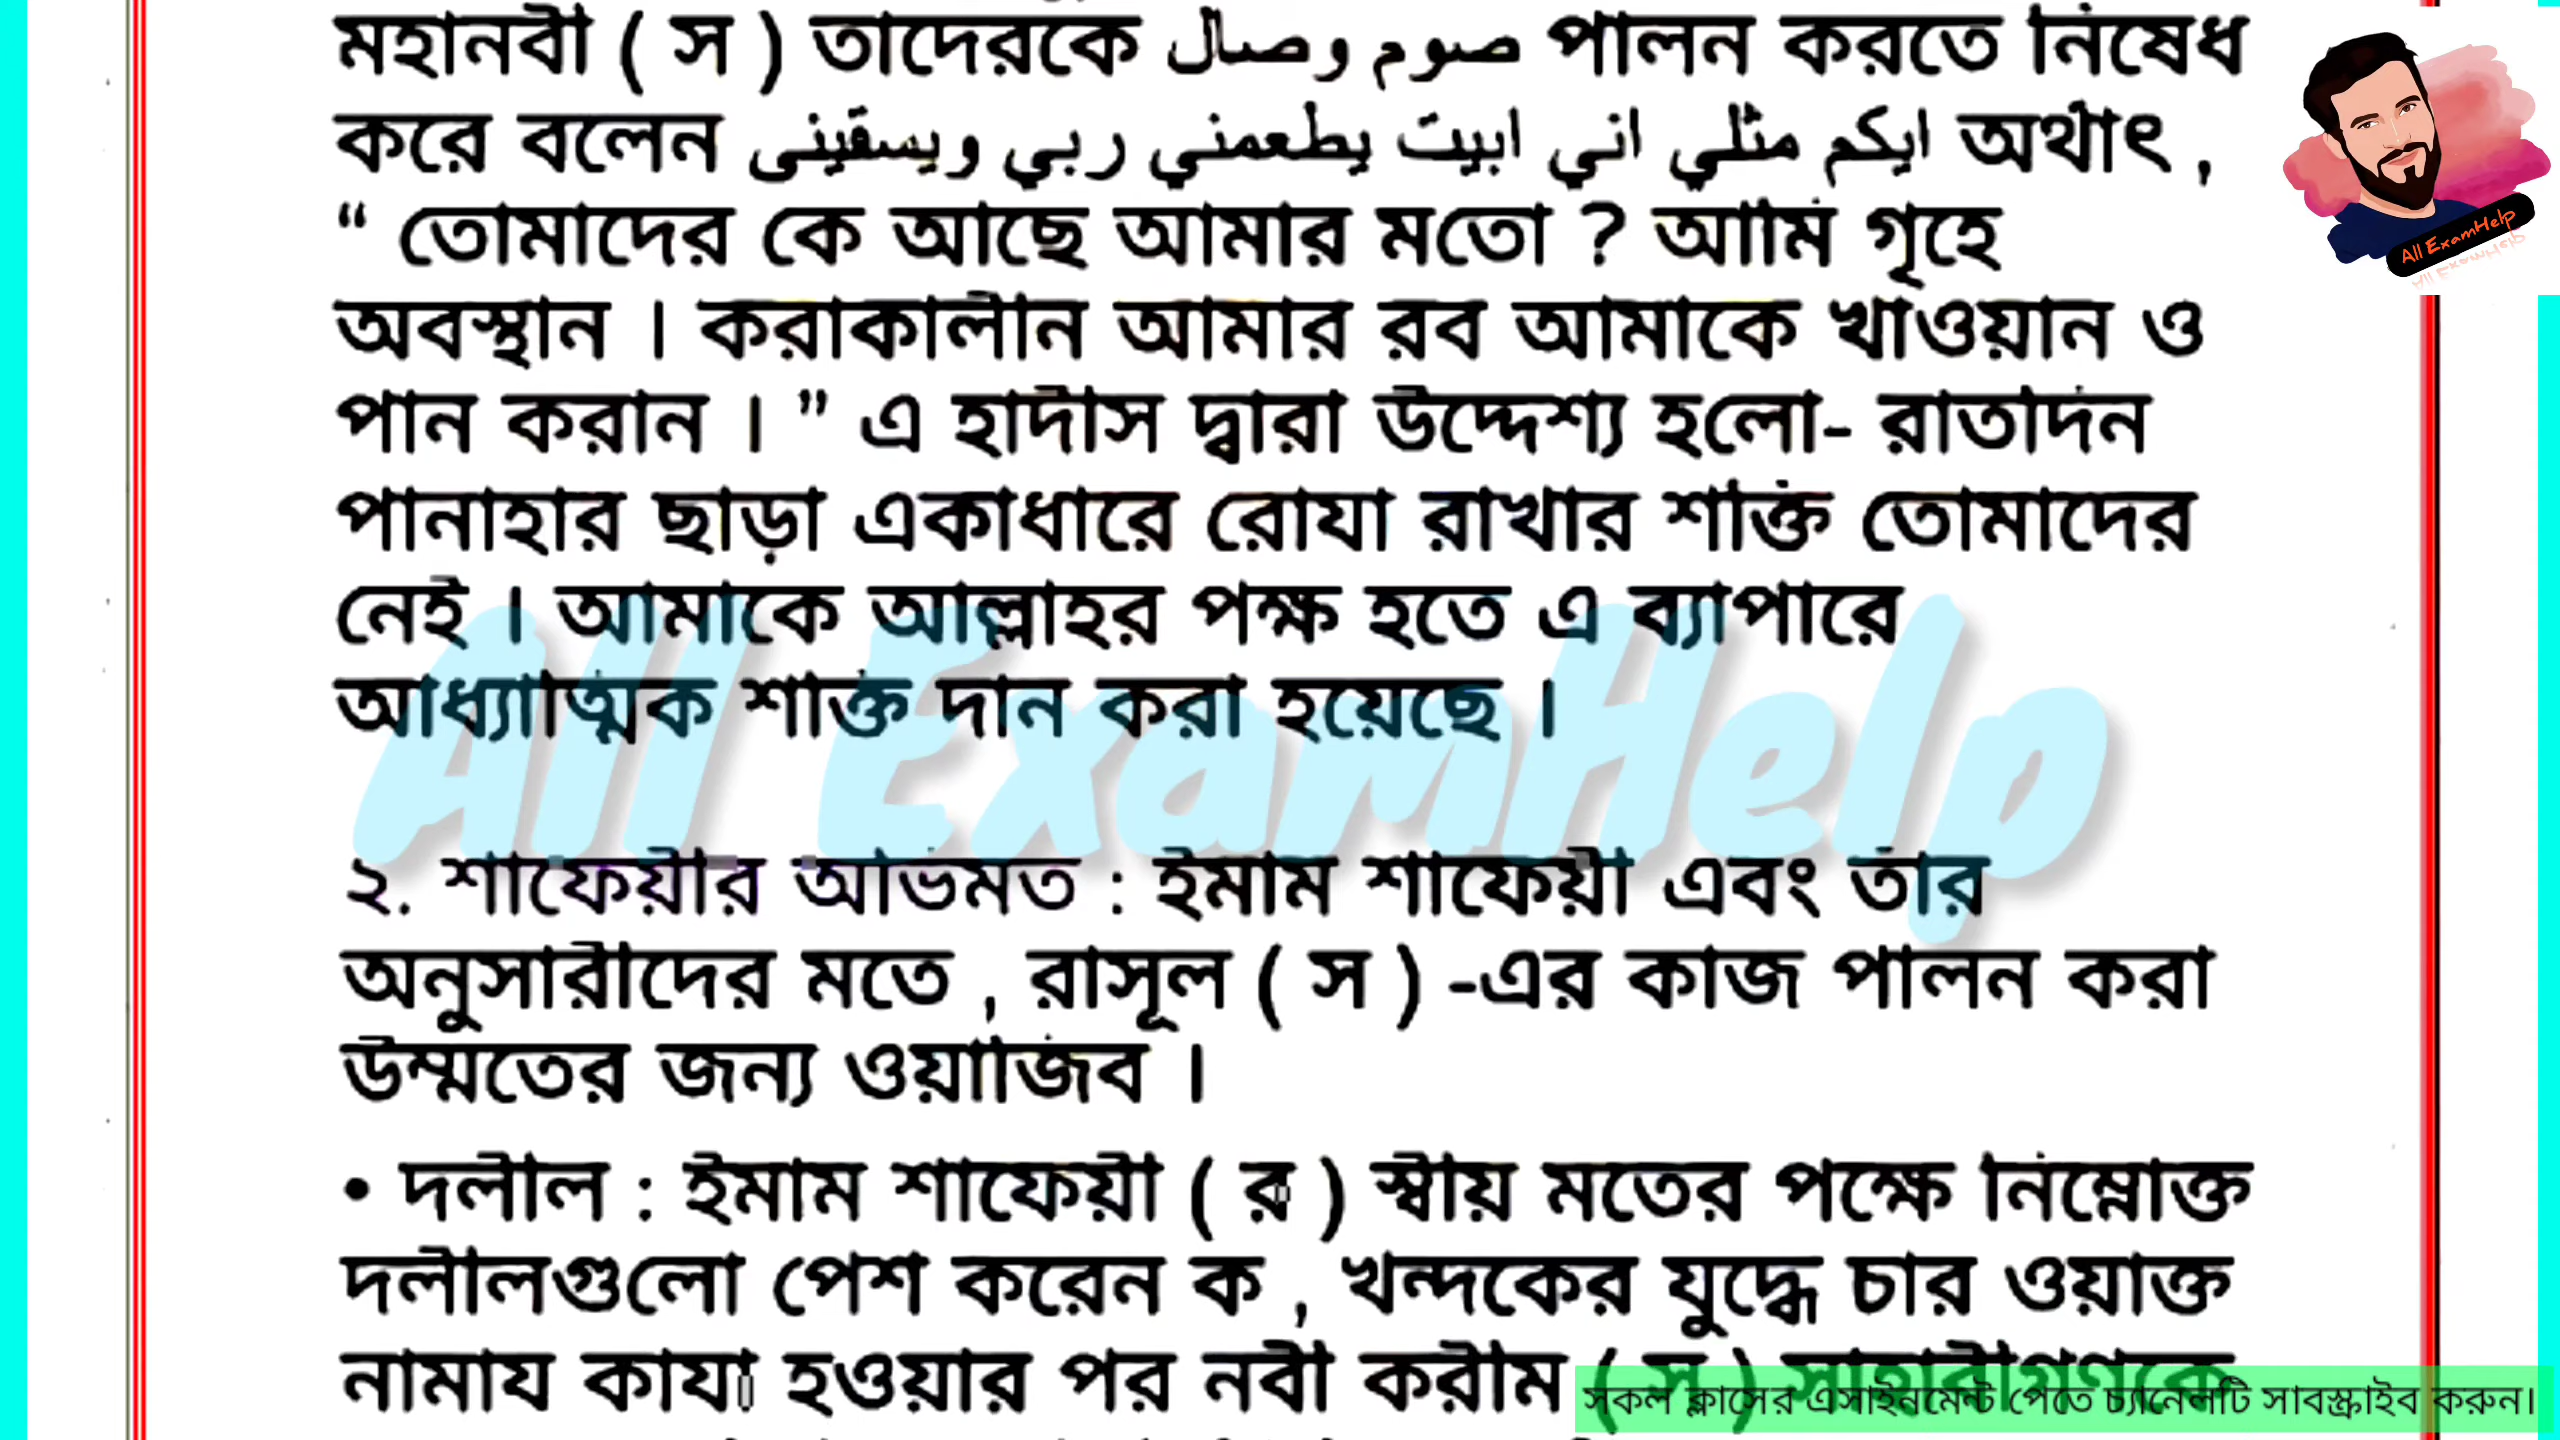 মহানবী ( স ) তাদেরকে صوم وصال পালন করতে নিষেধ
করে বলেন ايكم مثلي اني ابيت يطعمني ربي ويسقينى অর্থাৎ ,
“ তোমাদের কে আছে আমার মতো ? আমি গৃহে
অবস্থান । করাকালীন আমার রব আমাকে খাওয়ান ও
পান করান । ” এ হাদীস দ্বারা উদ্দেশ্য হলো- রাতদিন
পানাহার ছাড়া একাধারে রোযা রাখার শক্তি তোমাদের
নেই । আমাকে আল্লাহর পক্ষ হতে এ ব্যাপারে
আধ্যাত্মিক শক্তি দান করা হয়েছে ।
All ExamHelp
২. শাফেয়ীর অভিমত : ইমাম শাফেয়ী এবং তাঁর
অনুসারীদের মতে , রাসূল ( স ) -এর কাজ পালন করা
উম্মতের জন্য ওয়াজিব ।
• দলীল : ইমাম শাফেয়ী ( র ) স্বীয় মতের পক্ষে নিম্নোক্ত
দলীলগুলো পেশ করেন ক , খন্দকের যুদ্ধে চার ওয়াক্ত
নামায কাযা হওয়ার পর নবী করীম ( স ) সাহাবীগণকে
সকল ক্লাসের এসাইনমেন্ট পেতে চ্যানেলটি সাবস্ক্রাইব করুন।
All ExamHelp